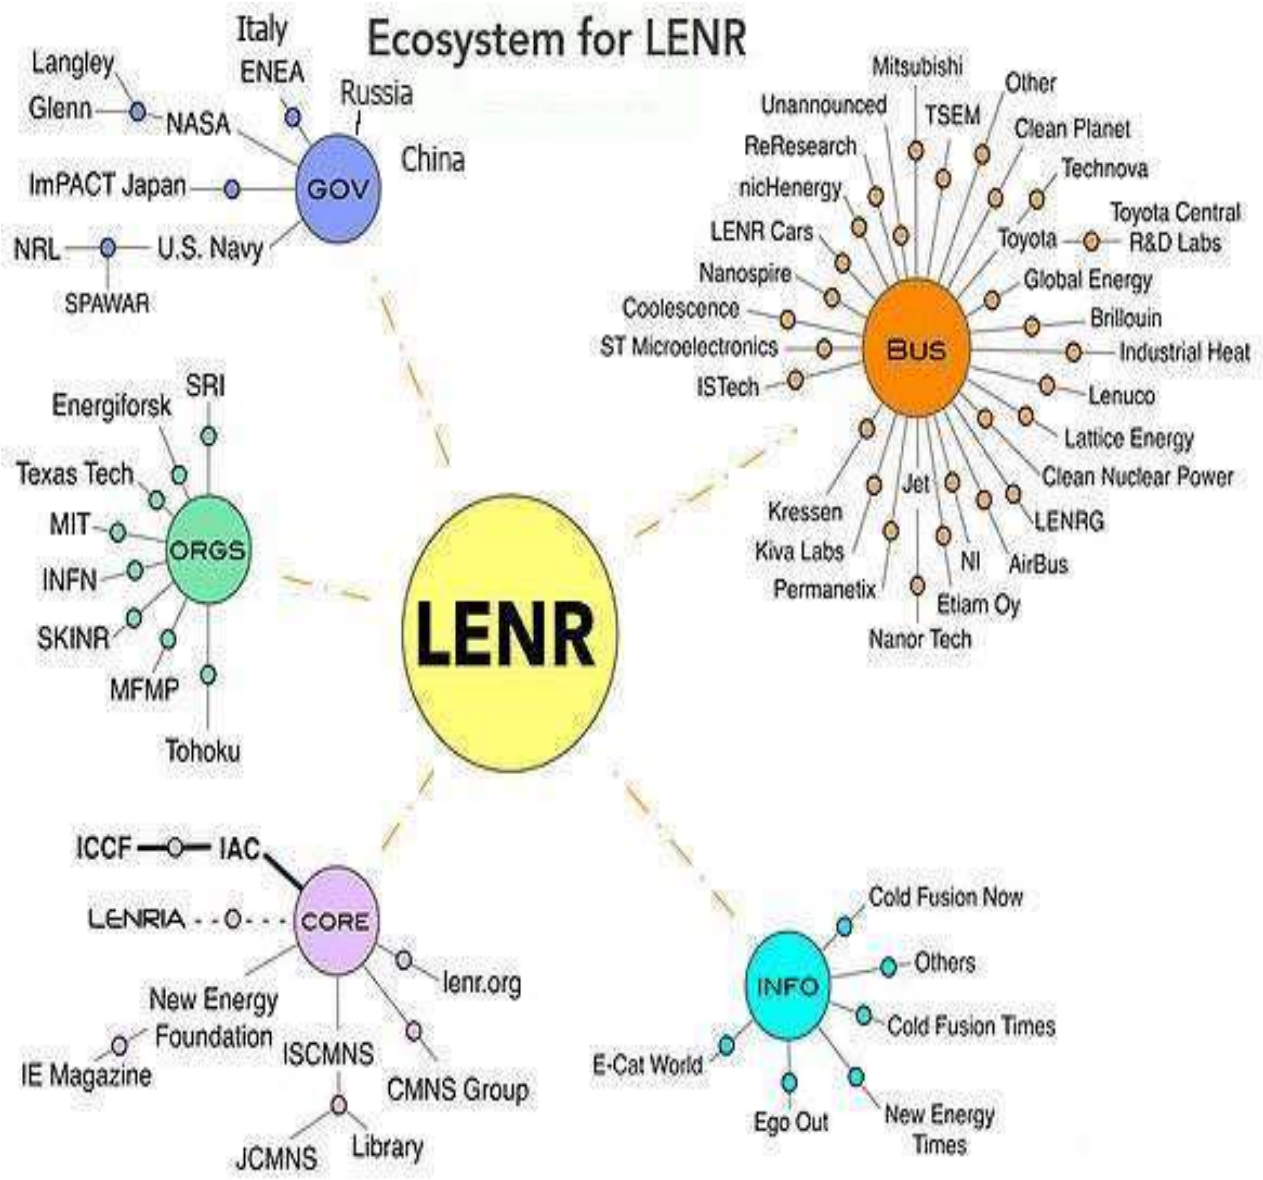 Ecosystem for LENR
Italy
ENEA
Langley
Glenn
NASA
Russia
China
ImPACT Japan
GOV
NRL
U.S. Navy
SPAWAR
Mitsubishi
Other
Unannounced
TSEM
Clean Planet
ReResearch
Technova
nicHenergy
Toyota Central
R&D Labs
LENR Cars
Toyota
Nanospire
Global Energy
Coolescence
Brillouin
ST Microelectronics
BUS
Industrial Heat
ISTech
Lenuco
Lattice Energy
Clean Nuclear Power
Jet
Kressen
LENRG
Kiva Labs
NI
AirBus
Permanetix
Etiam Oy
Nanor Tech
SRI
Energiforsk
Texas Tech
MIT
ORGS
INFN
SKINR
MFMP
Tohoku
LENR
ICCF
IAC
LENRIA
CORE
lenr.org
New Energy
Foundation
ISCMNS
IE Magazine
CMNS Group
JCMNS
Library
Cold Fusion Now
Others
INFO
Cold Fusion Times
E-Cat World
Ego Out
New Energy
Times